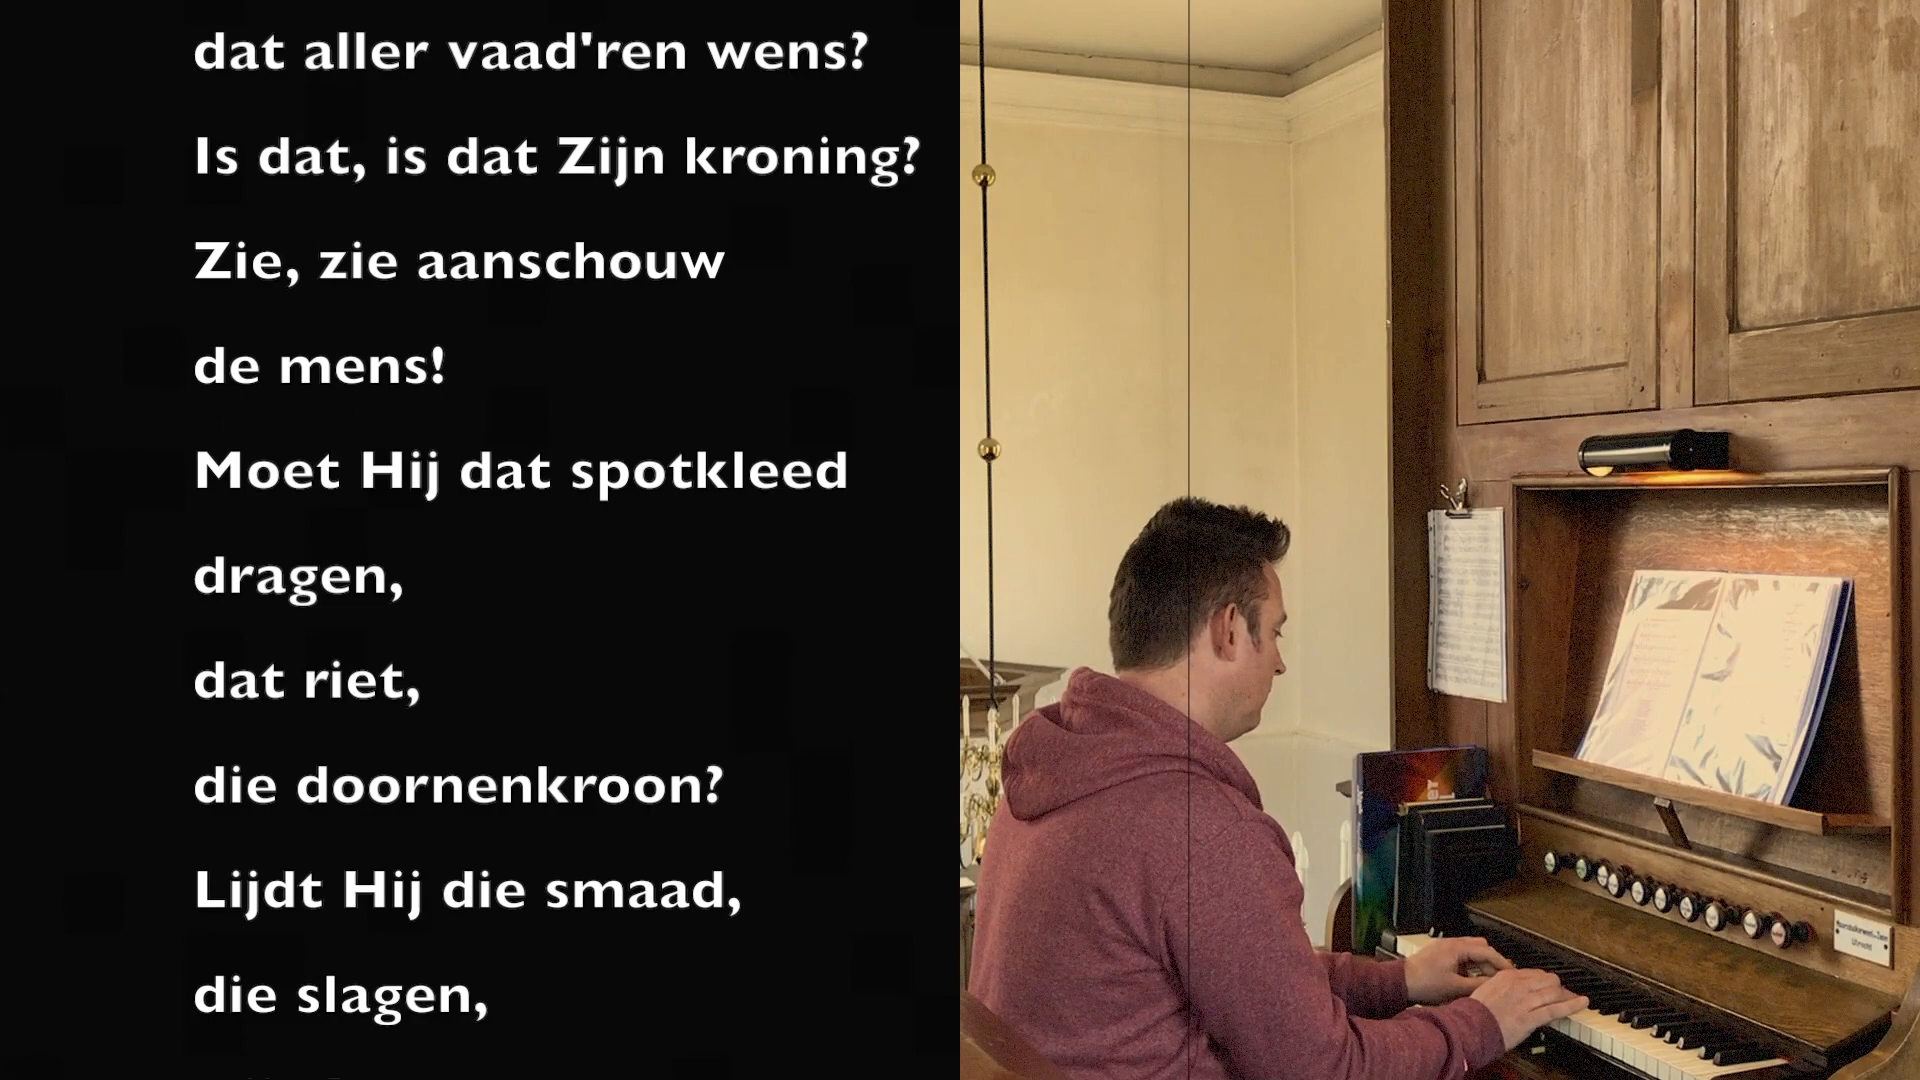 dat aller vaad'ren wens?
Is dat, is dat Zijn kroning?
Zie, zie aanschouw
de mens!
Moet Hij dat spotkleed
dragen,
dat riet,
die doornenkroon?
Lijdt Hij die smaad,
die slagen,
Utrecht